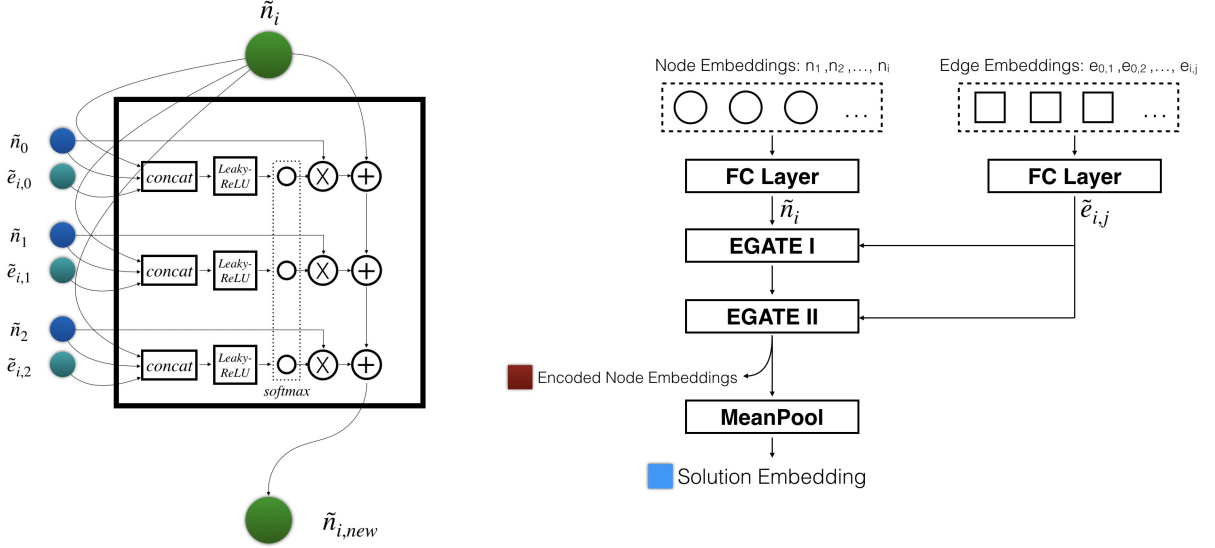 ñ_i
ñ_0
ẽ_{i,0}
concat
Leaky-
ReLU
ñ_1
ẽ_{i,1}
concat
Leaky-
ReLU
ñ_2
ẽ_{i,2}
concat
Leaky-
ReLU
softmax
ñ_{i,new}
Node Embeddings: n_1 ,n_2 ,…, n_i
...
FC Layer
ñ_i
Edge Embeddings: e_{0,1} ,e_{0,2} ,…, e_{i,j}
...
FC Layer
ẽ_{i,j}
EGATE I
EGATE II
Encoded Node Embeddings
MeanPool
Solution Embedding